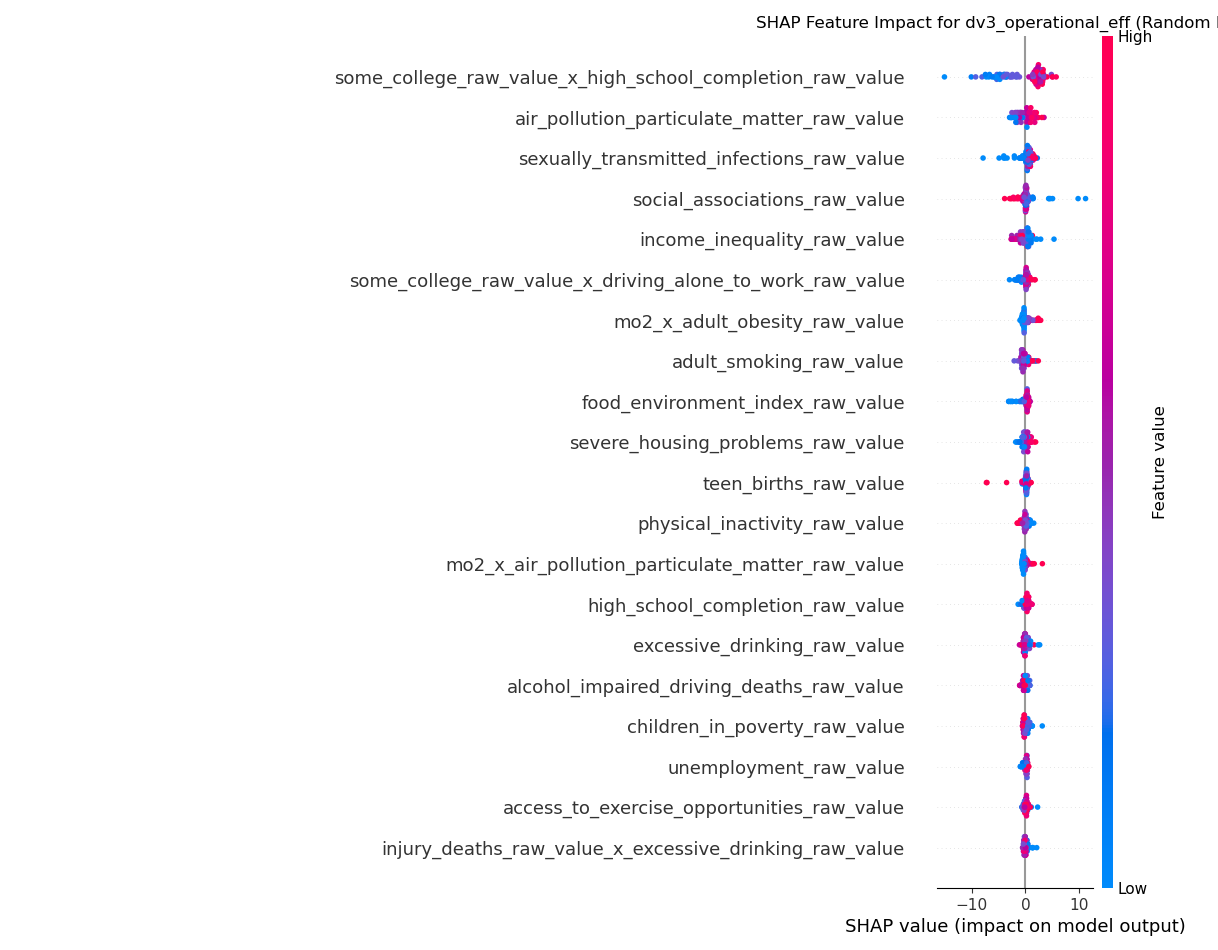 SHAP Feature Impact for dv3_operational_eff (Random
High
some_college_raw_value_x_high_school_completion_raw_value
air_pollution_particulate_matter_raw_value
sexually_transmitted_infections_raw_value
social_associations_raw_value
income_inequality_raw_value
some_college_raw_value_x_driving_alone_to_work_raw_value
mo2_x_adult_obesity_raw_value
adult_smoking_raw_value
food_environment_index_raw_value
severe_housing_problems_raw_value
teen_births_raw_value
physical_inactivity_raw_value
mo2_x_air_pollution_particulate_matter_raw_value
high_school_completion_raw_value
excessive_drinking_raw_value
alcohol_impaired_driving_deaths_raw_value
children_in_poverty_raw_value
unemployment_raw_value
access_to_exercise_opportunities_raw_value
injury_deaths_raw_value_x_excessive_drinking_raw_value
Feature value
Low
−10 0 10
SHAP value (impact on model output)